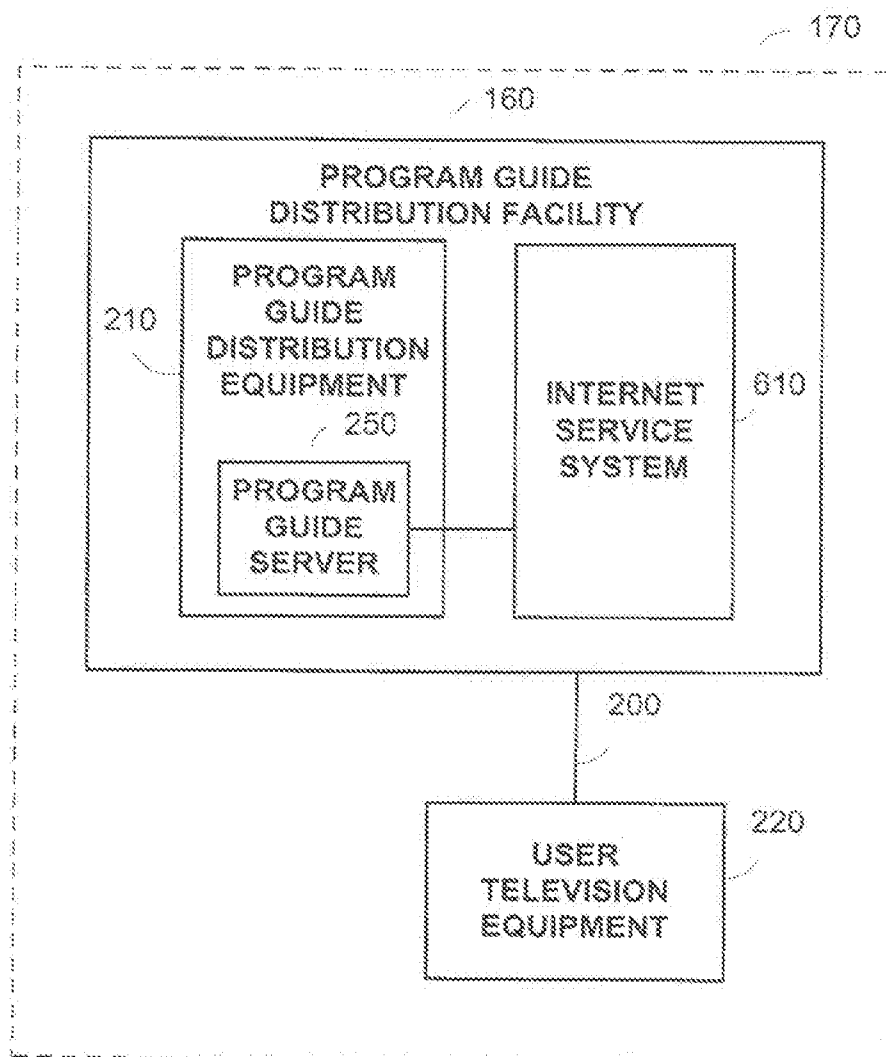 170
160
PROGRAM GUIDE
DISTRIBUTION FACILITY
PROGRAM
GUIDE
DISTRIBUTION
EQUIPMENT
210
250
PROGRAM
GUIDE
SERVER
INTERNET
SERVICE
SYSTEM
610
200
USER
TELEVISION
EQUIPMENT
220